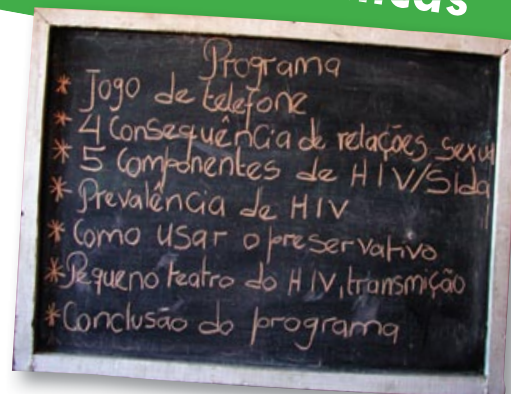 Programa
* Jogo de telefone
* 4 Consequência de relações sexu
* 5 Componentes de HIV/Sida
* Prevalência de HIV
* Como usar o preservativo
* Pequeno teatro do HIV, transmição
* Conclusão do programa